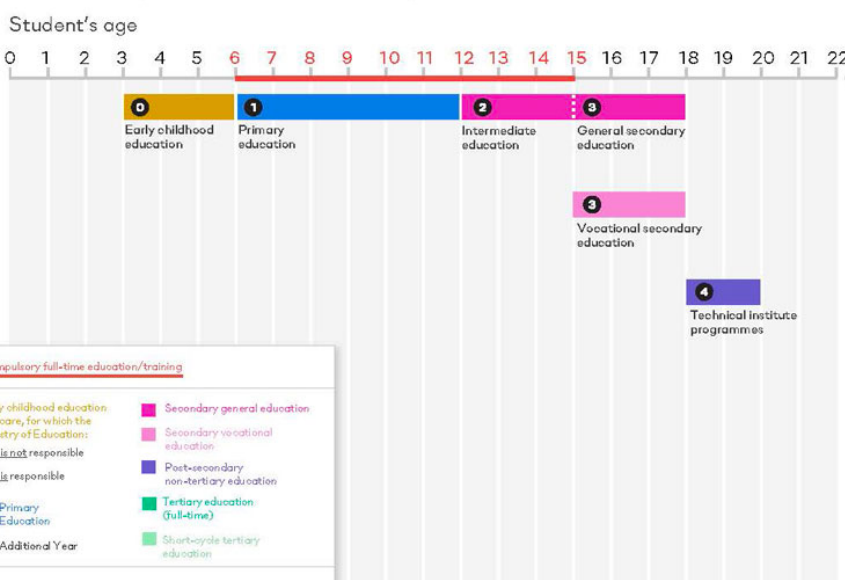 Student's age
0 1 2 3 4 5 6 7 8 9 10 11 12 13 14 15 16 17 18 19 20 21 22
0 1 2 3
Early childhood
education
Primary
education
Intermediate
education
General secondary
education
3
Vocational secondary
education
4
Technical institute
programmes
mpulsory full-time education/training
y childhood education
care, for which the
stry of Education:
is not responsible
is responsible
Primary
Education
Additional Year
Secondary general education
Secondary vocational
education
Post-secondary
non-tertiary education
Tertiary education
(full-time)
Short-cycle tertiary
education